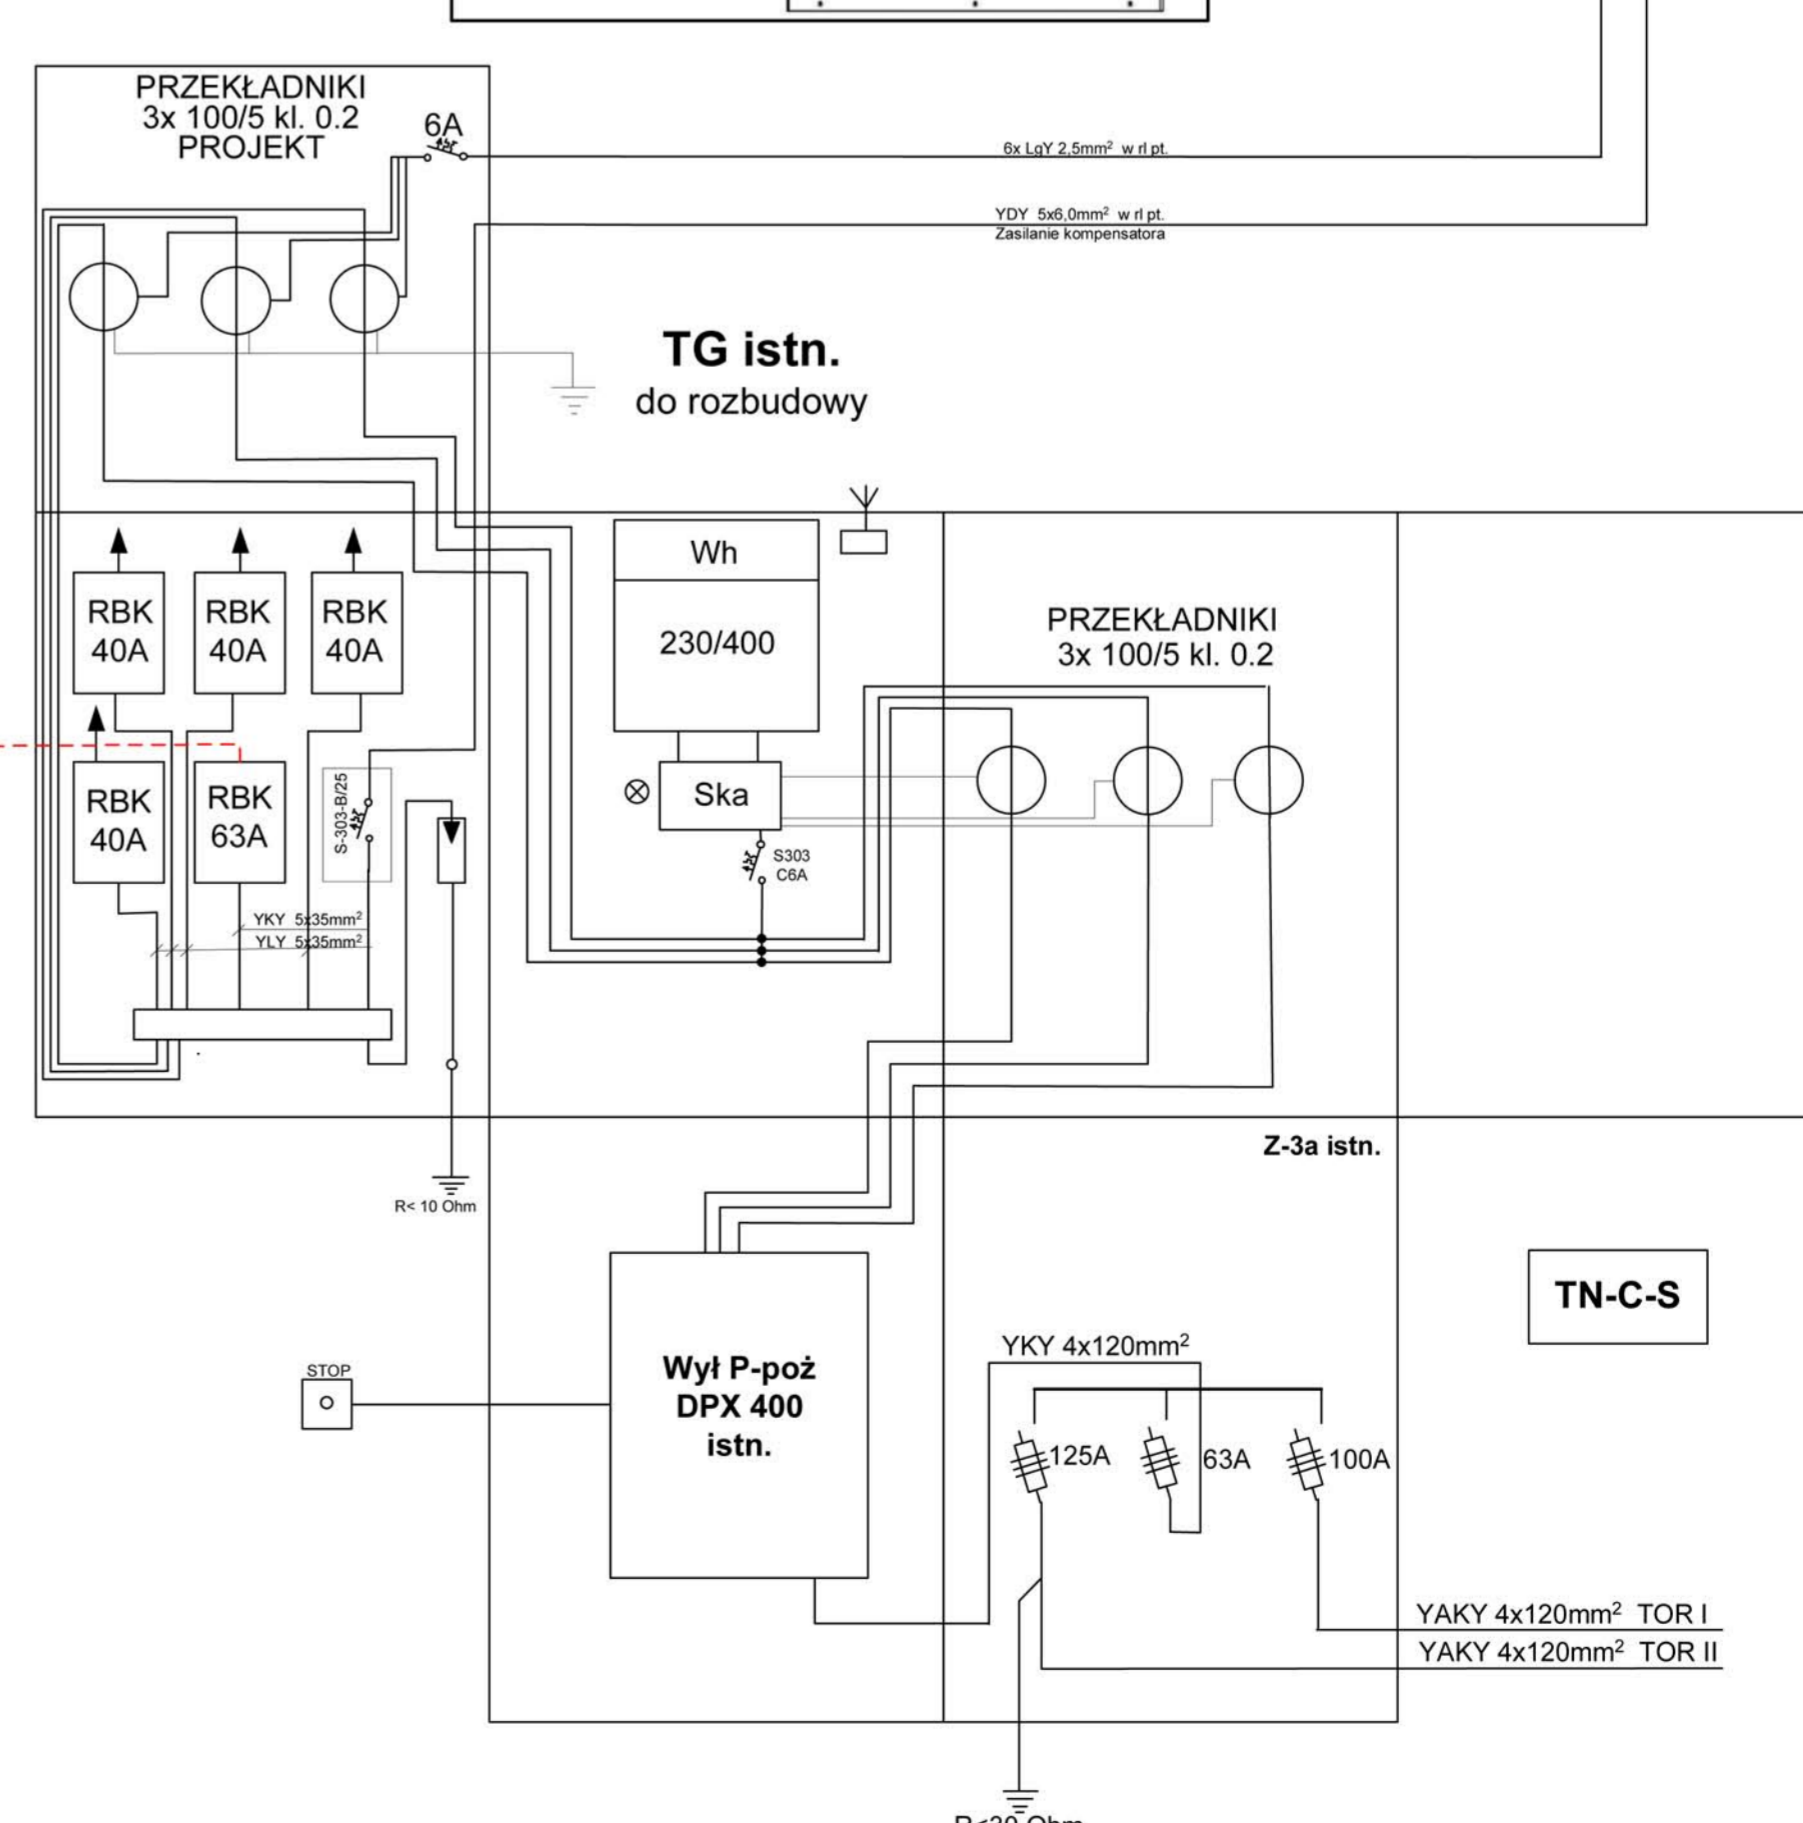 PRZEKŁADNIKI
3x 100/5 kl. 0.2
PROJEKT
6A
6x LgY 2,5mm² w rl pt.
YDY 5x6,0mm² w rl pt.
Zasilanie kompensatora
TG istn.
do rozbudowy
Wh
230/400
RBK
40A
RBK
40A
RBK
40A
PRZEKŁADNIKI
3x 100/5 kl. 0.2
RBK
40A
RBK
63A
S-303-B/25
Ska
S303
C6A
YKY 5x35mm²
YLY 5x35mm²
Z-3a istn.
R< 10 Ohm
TN-C-S
STOP
Wył P-poż
DPX 400
istn.
YKY 4x120mm²
125A
63A
100A
YAKY 4x120mm² TOR I
YAKY 4x120mm² TOR II
R<30 Ohm